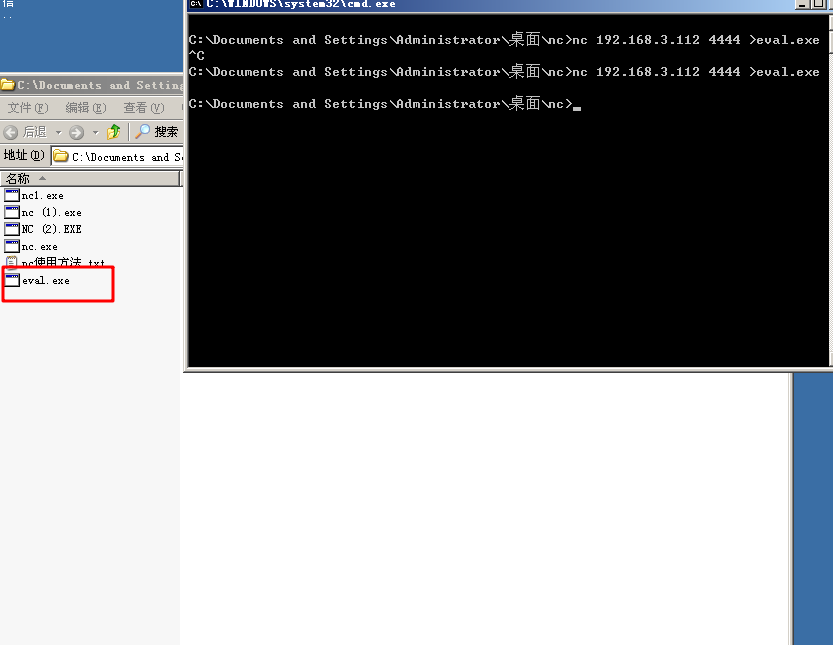 信
C:\WINDOWS\system32\cmd.exe
C:\Documents and Settings\Administrator\桌面\nc>nc 192.168.3.112 4444 >eval.exe
^C
C:\Documents and Settings\Administrator\桌面\nc>nc 192.168.3.112 4444 >eval.exe
C:\Documents and Settings\Administrator\桌面\nc>
C:\Documents and Setting
文件(F) 编辑(E) 查看(V)
后退 搜索
地址(D) C:\Documents and S
名称
nc1.exe
nc (1).exe
NC (2).EXE
nc.exe
nc使用方法.txt
eval.exe